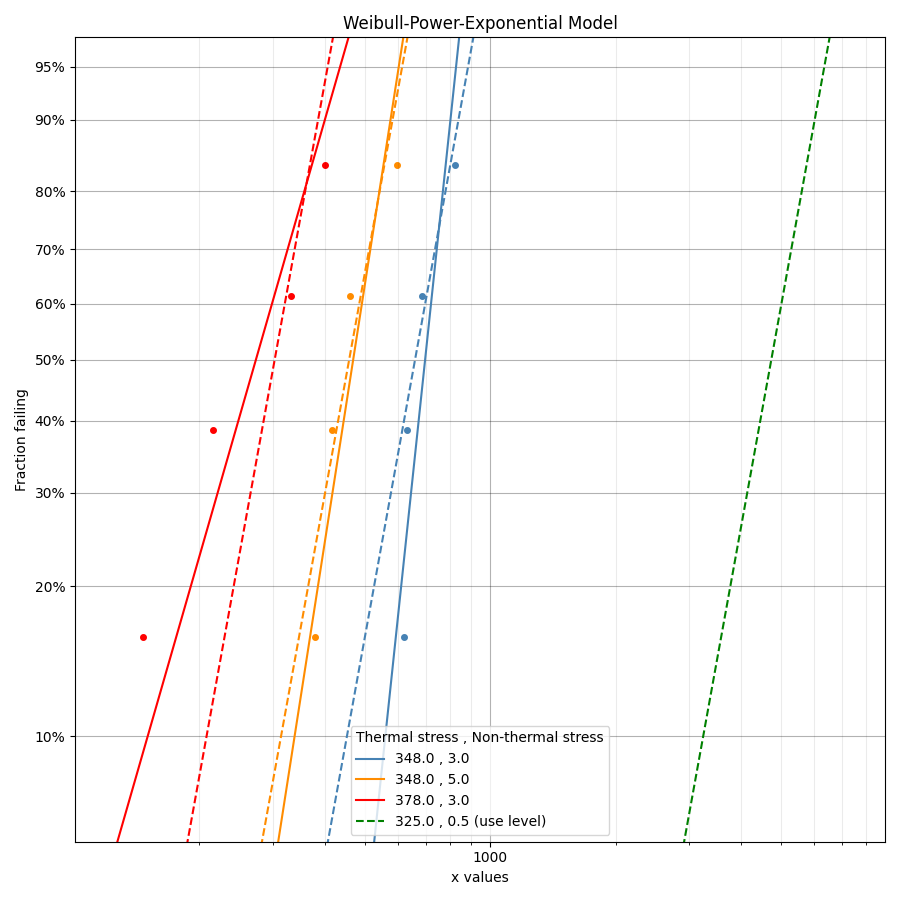 Weibull-Power-Exponential Model
95%
90%
80%
70%
60%
50%
40%
30%
20%
10%
Fraction failing
Thermal stress , Non-thermal stress
348.0 , 3.0
348.0 , 5.0
378.0 , 3.0
325.0 , 0.5 (use level)
1000
x values